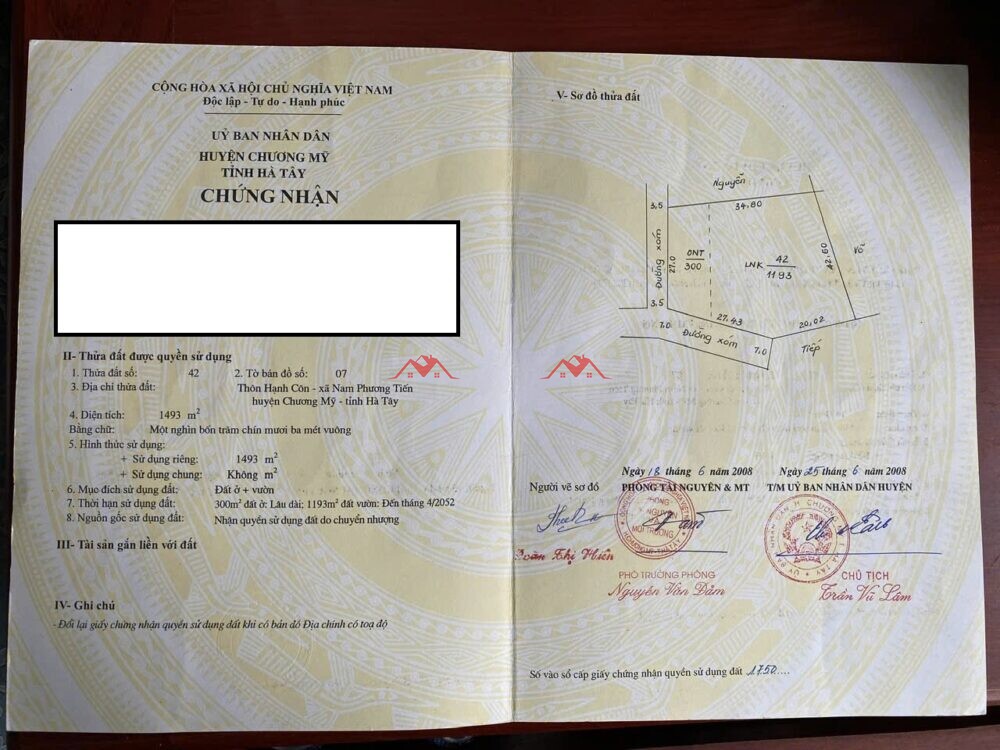 CỘNG HÒA XÃ HỘI CHỦ NGHĨA VIỆT NAM
Độc lập - Tự do - Hạnh phúc
UỶ BAN NHÂN DÂN
HUYỆN CHƯƠNG MỸ
TỈNH HÀ TÂY
CHỨNG NHẬN
II- Thửa đất được quyền sử dụng
1. Thửa đất số: 42 2. Tờ bản đồ số: 07
3. Địa chỉ thửa đất: Thôn Hạnh Côn - xã Nam Phương Tiến
huyện Chương Mỹ - tỉnh Hà Tây
4. Diện tích: 1493 m²
Bằng chữ: Một nghìn bốn trăm chín mươi ba mét vuông
5. Hình thức sử dụng:
+ Sử dụng riêng: 1493 m²
+ Sử dụng chung: Không m²
6. Mục đích sử dụng đất: Đất ở + vườn
7. Thời hạn sử dụng đất: 300m² đất ở: Lâu dài; 1193m² đất vườn: Đến tháng 4/2052
8. Nguồn gốc sử dụng đất: Nhận quyền sử dụng đất do chuyển nhượng
III- Tài sản gắn liền với đất
IV- Ghi chú
- Đổi lại giấy chứng nhận quyền sử dụng đất khi có bản đồ Địa chính có toạ độ
V- Sơ đồ thửa đất
Nguyễn
3,5
34,80
Đường xóm
27,0
ONT
300
LNK 42
1193
42,60
Võ
3,5
7,0
27,43
Đường xóm
7,0
20,02
Tiếp
Ngày 18 tháng 6 năm 2008
Ngày 25 tháng 6 năm 2008
Người vẽ sơ đồ
PHÒNG TÀI NGUYÊN & MT
T/M UỶ BAN NHÂN DÂN HUYỆN
PHÒNG
NGUYÊN
MÔI TRƯỜNG
Thị Hiên
PHÓ TRƯỞNG PHÒNG
Nguyễn Văn Đảm
CHỦ TỊCH
Trần Vũ Lâm
Số vào sổ cấp giấy chứng nhận quyền sử dụng đất 1750.....